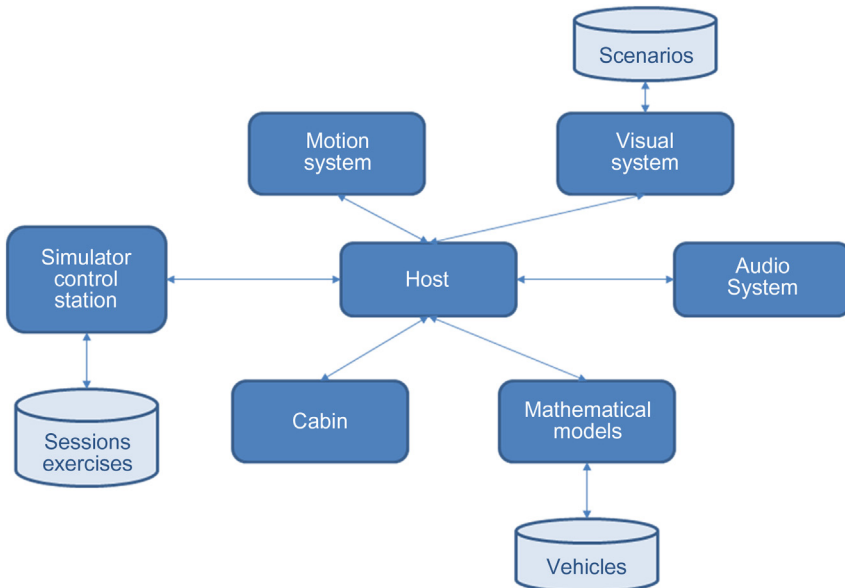 Scenarios
Motion
system
Visual
system
Simulator
control
station
Host
Audio
System
Sessions
exercises
Cabin
Mathematical
models
Vehicles